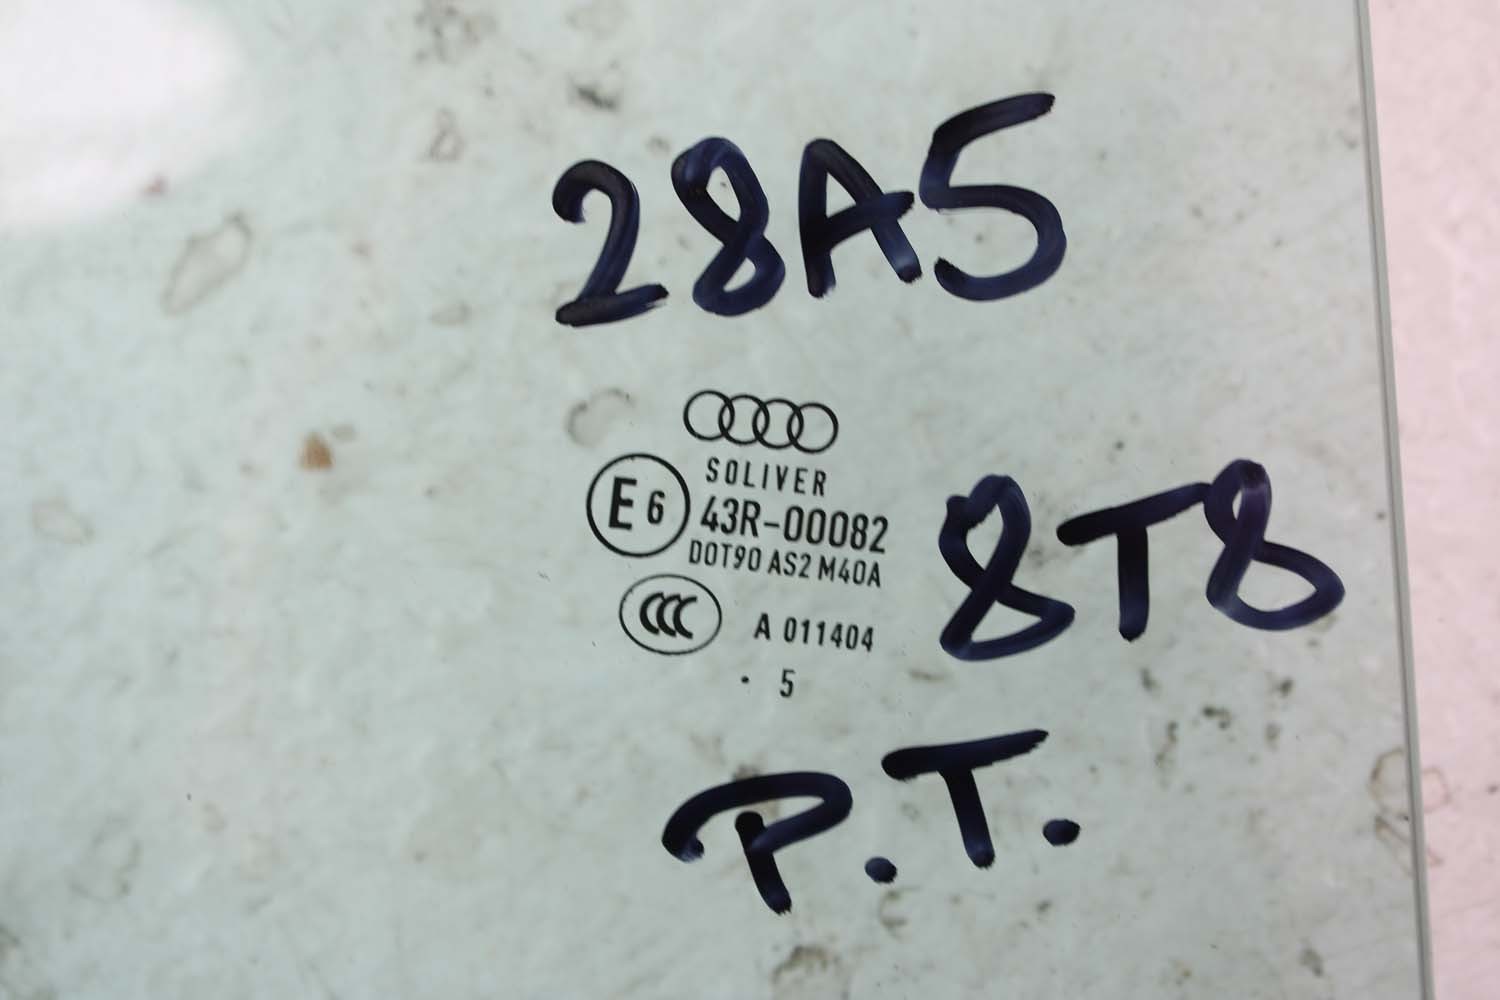 28A5
SOLIVER
E6 43R-00082
DOT90 AS2 M40A
CCC A 011404
. 5
8T8
P.T.